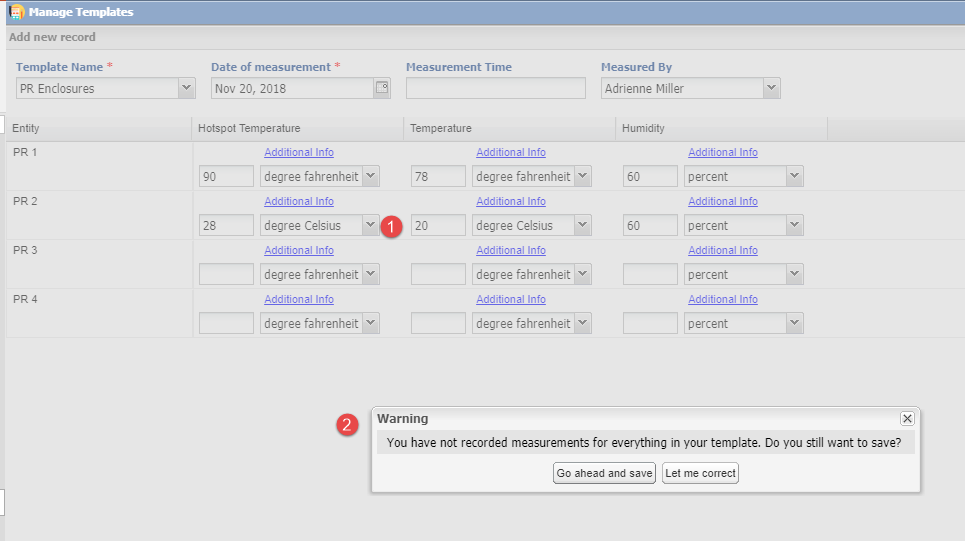 Manage Templates
Add new record
Template Name * Date of measurement * Measurement Time Measured By
PR Enclosures Nov 20, 2018 Adrienne Miller
Entity Hotspot Temperature Temperature Humidity
PR 1 Additional Info Additional Info Additional Info
90 degree fahrenheit 78 degree fahrenheit 60 percent
PR 2 Additional Info Additional Info Additional Info
28 degree Celsius 1 20 degree Celsius 60 percent
PR 3 Additional Info Additional Info Additional Info
degree fahrenheit degree fahrenheit percent
PR 4 Additional Info Additional Info Additional Info
degree fahrenheit degree fahrenheit percent
2 Warning
You have not recorded measurements for everything in your template. Do you still want to save?
Go ahead and save Let me correct